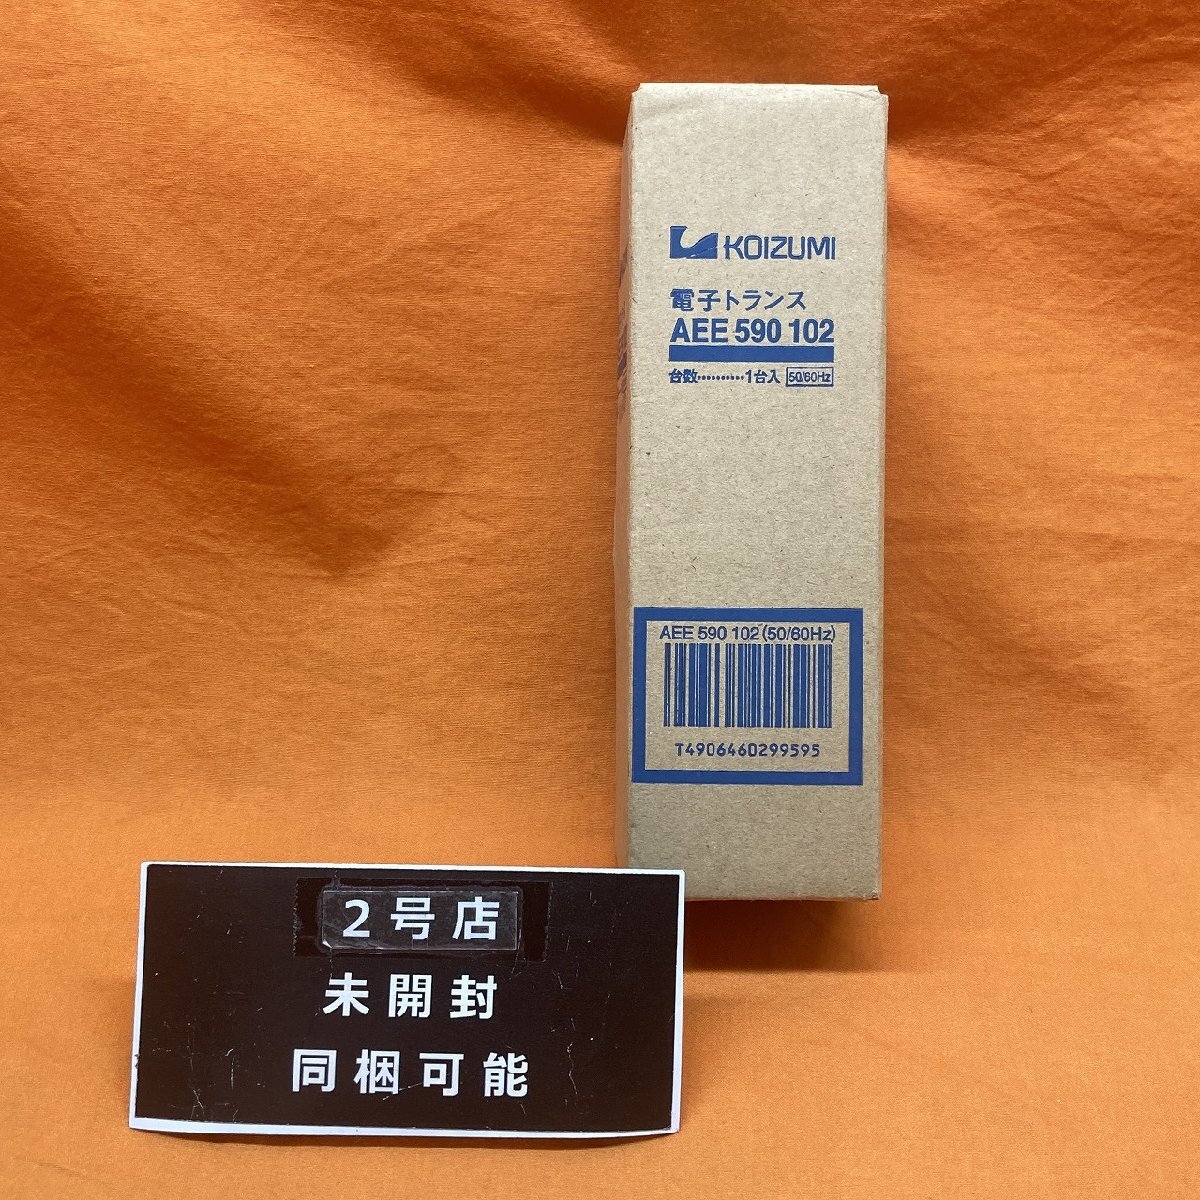 KOIZUMI
電子トランス
AEE 590 102
台数‥‥‥‥‥1台入 50/60Hz
AEE 590 102 (50/60Hz)
T4906460299595
2号店
未開封
同梱可能